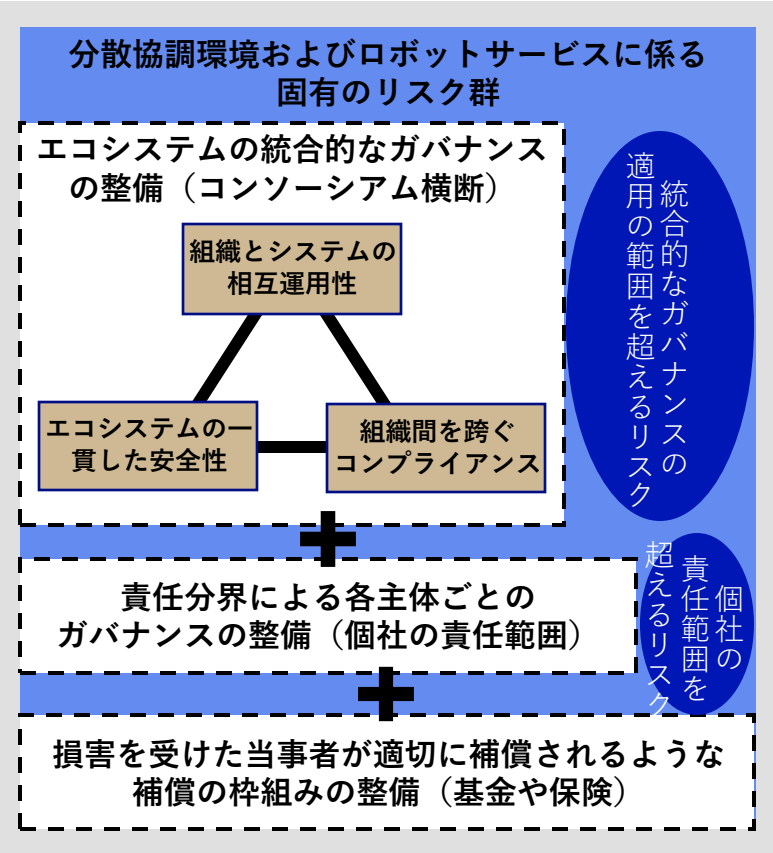 分散協調環境およびロボットサービスに係る
固有のリスク群
エコシステムの統合的なガバナンス
の整備（コンソーシアム横断）
組織とシステムの
相互運用性
エコシステムの一
貫した安全性
組織間を跨ぐ
コンプライアンス
統合的なガバナンスの
適用の範囲を超えるリスク
責任分界による各主体ごとの
ガバナンスの整備（個社の責任範囲）
個社の
責任範囲を
超えるリスク
損害を受けた当事者が適切に補償されるような
補償の枠組みの整備（基金や保険）